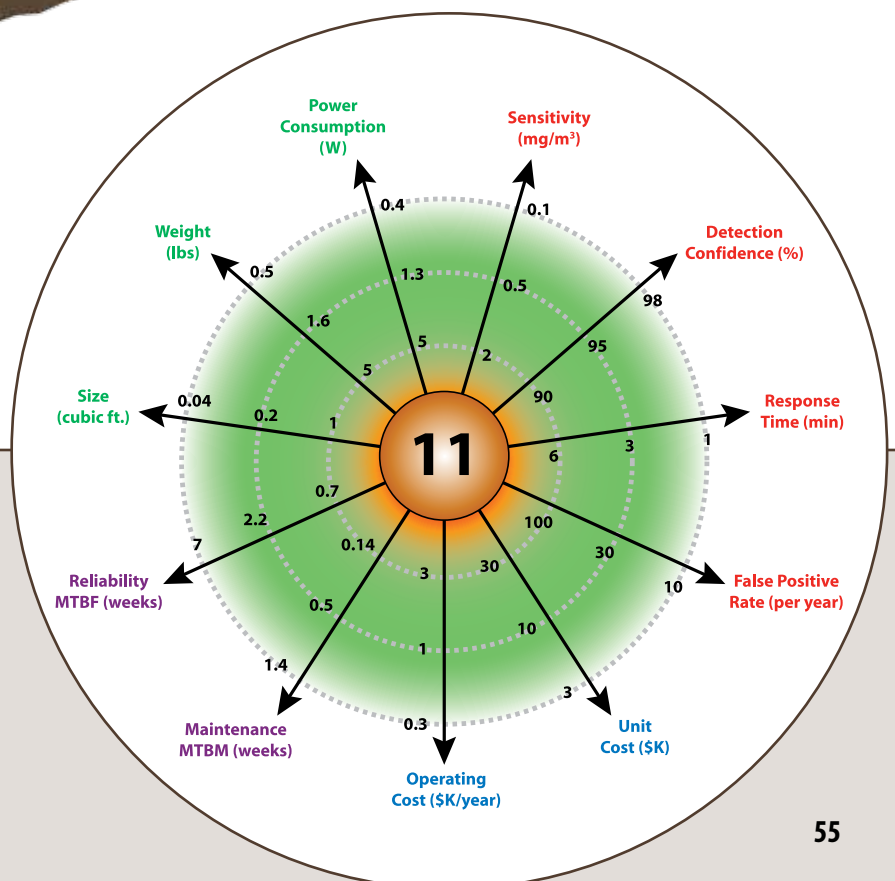 Power
Consumption
(W)
Sensitivity
(mg/m³)
Weight
(lbs)
Detection
Confidence (%)
Size
(cubic ft.)
Response
Time (min)
Reliability
MTBF (weeks)
False Positive
Rate (per year)
Maintenance
MTBM (weeks)
Unit
Cost ($K)
Operating
Cost ($K/year)
0.4
1.3
5
0.1
0.5
2
98
95
90
1
3
6
10
30
100
3
10
30
0.3
1
3
1.4
0.5
0.14
7
2.2
0.7
0.04
0.2
1
0.5
1.6
5
11
55